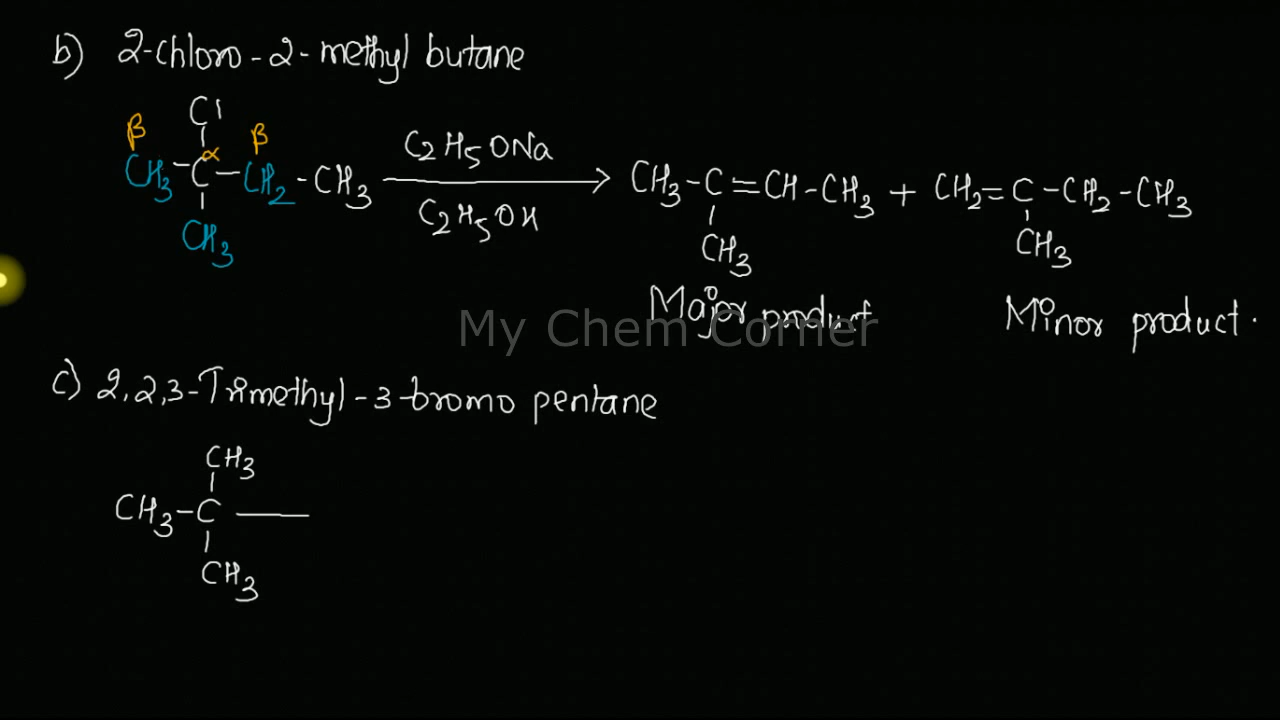 b) 2-chloro-2-methyl butane
Cl
β β
α
CH3-C-CH2-CH3 C2H5ONa CH3-C=CH-CH3 + CH2=C-CH2-CH3
C2H5OH
CH3 CH3 CH3
Major product Minor product.
My Chem Corner
c) 2,2,3-Trimethyl-3-bromo pentane
CH3
CH3-C—
CH3